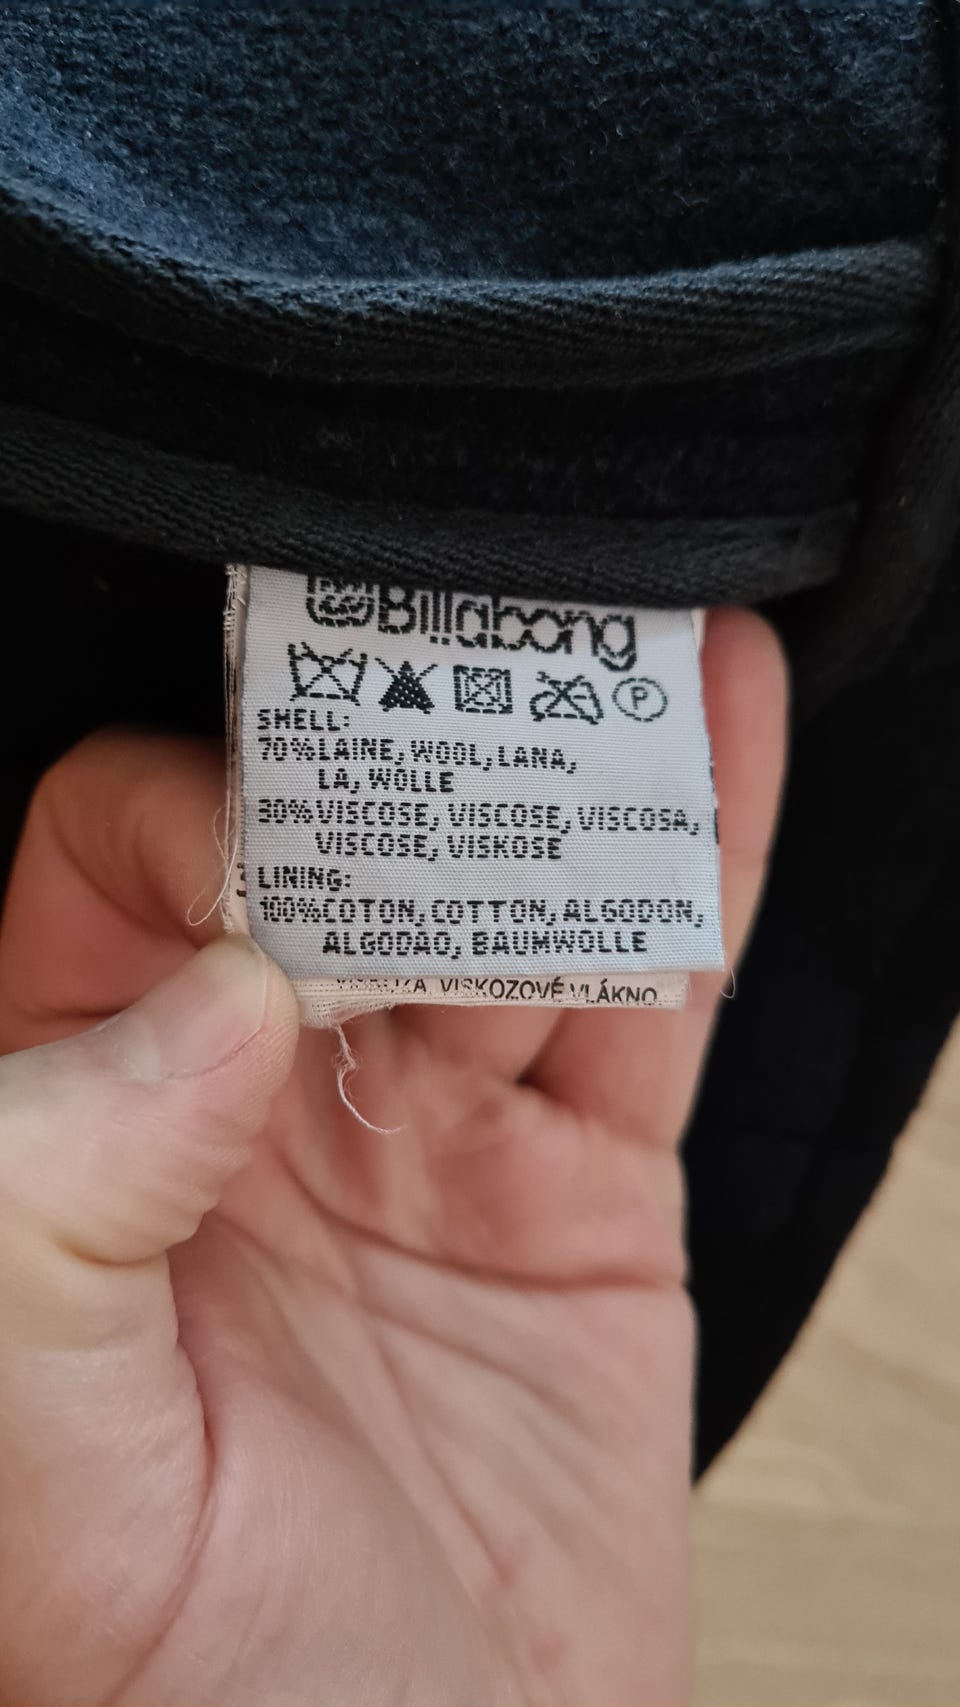 Billabong
P
SHELL:
70%LAINE, WOOL, LANA,
LA, WOLLE
30%VISCOSE, VISCOSE, VISCOSA,
VISCOSE, VISKOSE
LINING:
100%COTON, COTTON, ALGODON,
ALGODAO, BAUMWOLLE
VISKOZA, VISKOZOVÉ VLÁKNO